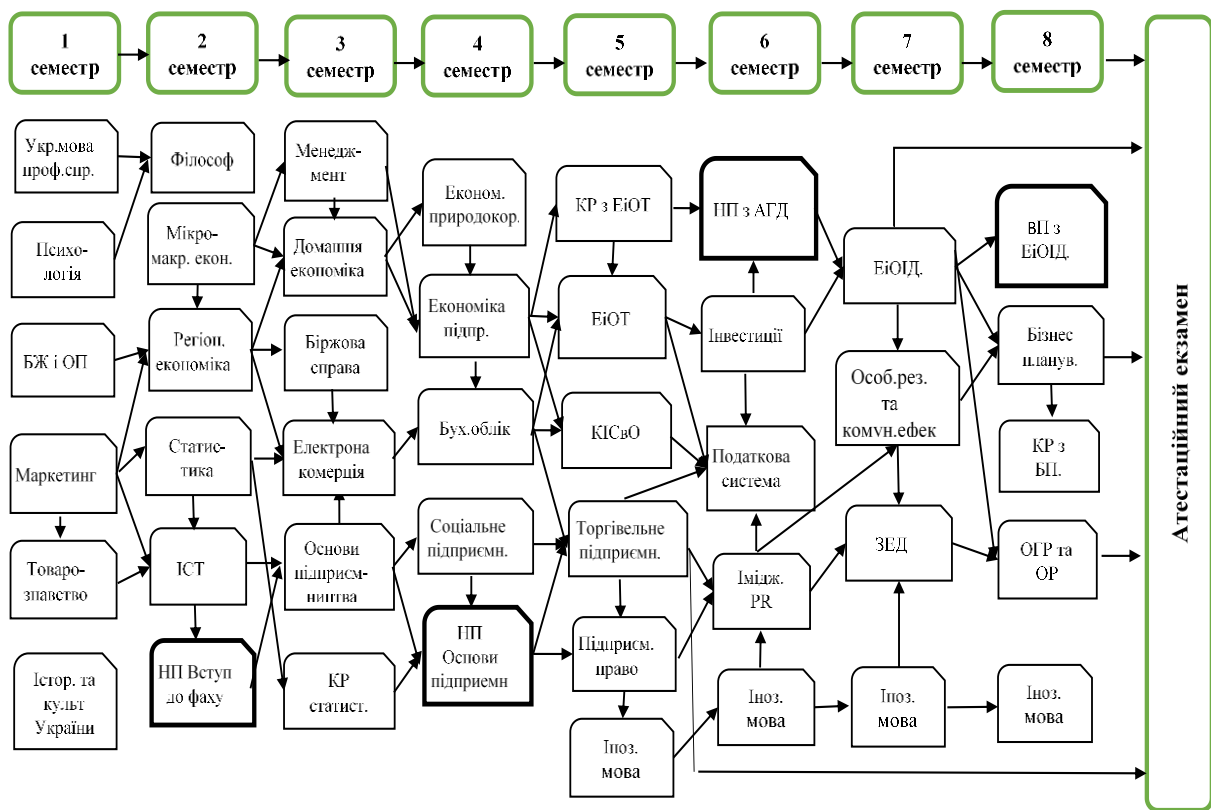 1
семестр
2
семестр
3
семестр
4
семестр
5
семестр
6
семестр
7
семестр
8
семестр
Укр.мова
проф.спр.
Психо-
логія
БЖ і ОП
Маркетинг
Товаро-
знавство
Істор. та
культ
України
Філософ
Мікро-
макр. екон.
Регіон.
економіка
Статис-
тика
ІСТ
НП Вступ
до фаху
Менедж-
мент
Домашня
економіка
Біржова
справа
Електрона
комерція
Основи
підприєм-
ництва
КР
статист.
Економ.
природокор.
Економіка
підпр.
Бух.облік
Соціальне
підприємн.
НП
Основи
підприємн
КР з ЕіОТ
ЕіОТ
КІСвО
Торгівельне
підприємн.
Підприєм.
право
Іноз.
мова
НП з АГД
Інвестиції
Податкова
система
Імідж.
PR
Іноз.
мова
ЕіОІД.
Особ.рез.
та
комун.ефек
ЗЕД
Іноз.
мова
ВП з
ЕіОІД.
Бізнес
планув.
КР з
БП.
ОГР та
ОР
Іноз.
мова
Атестаційний екзамен